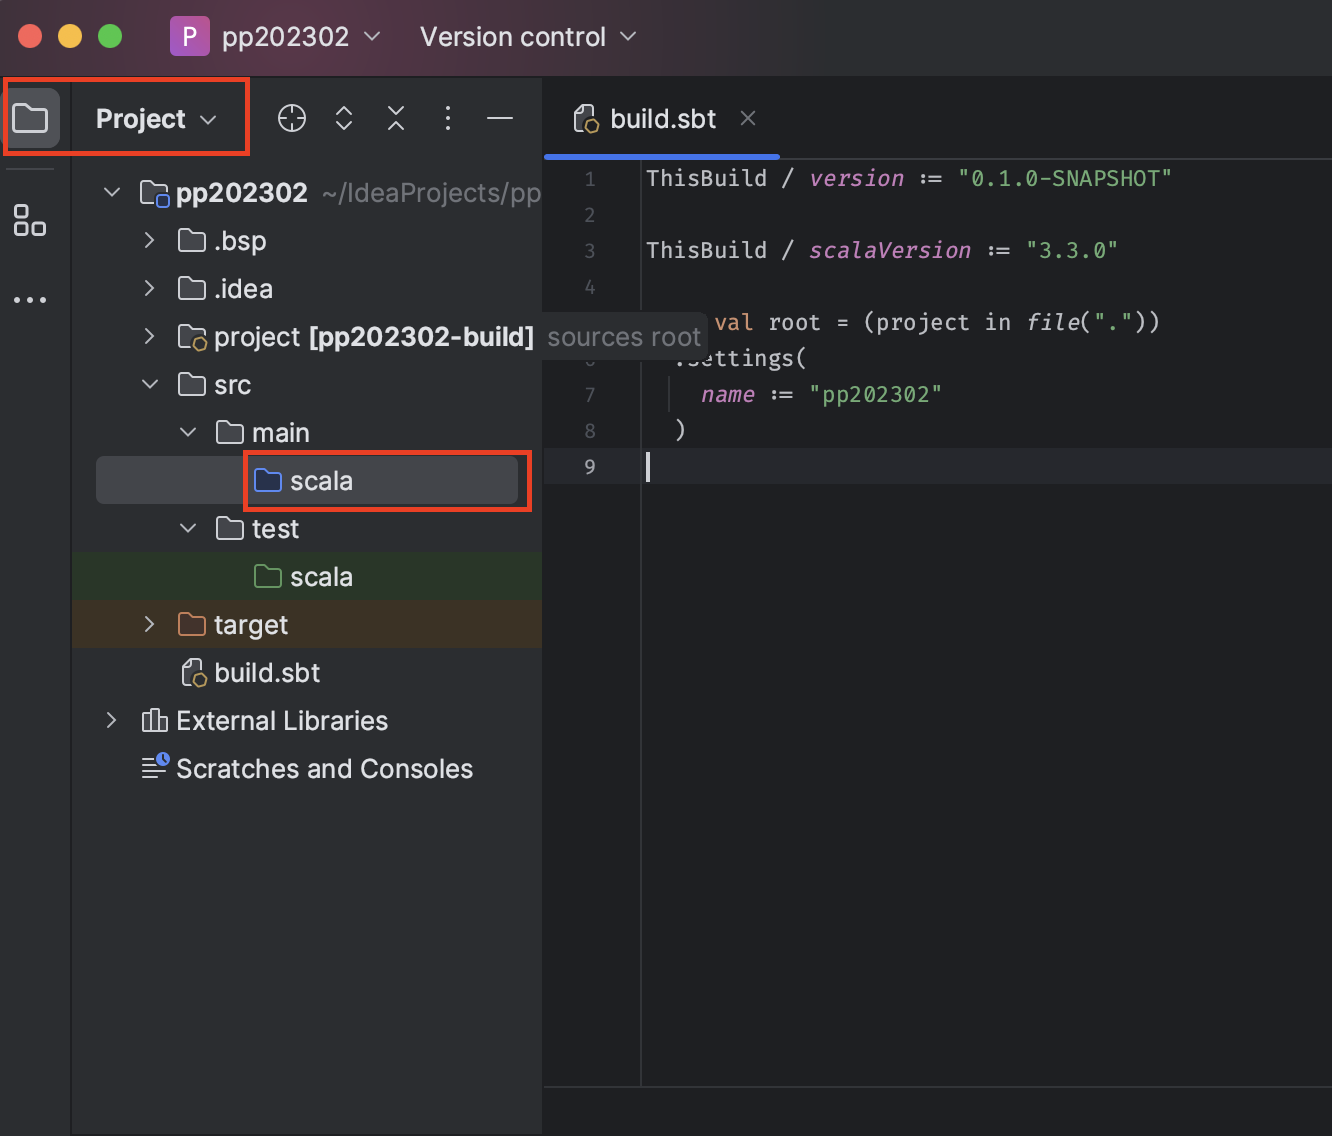 P pp202302 Version control
Project
build.sbt
pp202302 ~/IdeaProjects/pp
.bsp
.idea
project [pp202302-build] sources root
src
main
scala
test
scala
target
build.sbt
External Libraries
Scratches and Consoles
1 ThisBuild / version := "0.1.0-SNAPSHOT"
2
3 ThisBuild / scalaVersion := "3.3.0"
4
val root = (project in file("."))
6 .settings(
7 name := "pp202302"
8 )
9